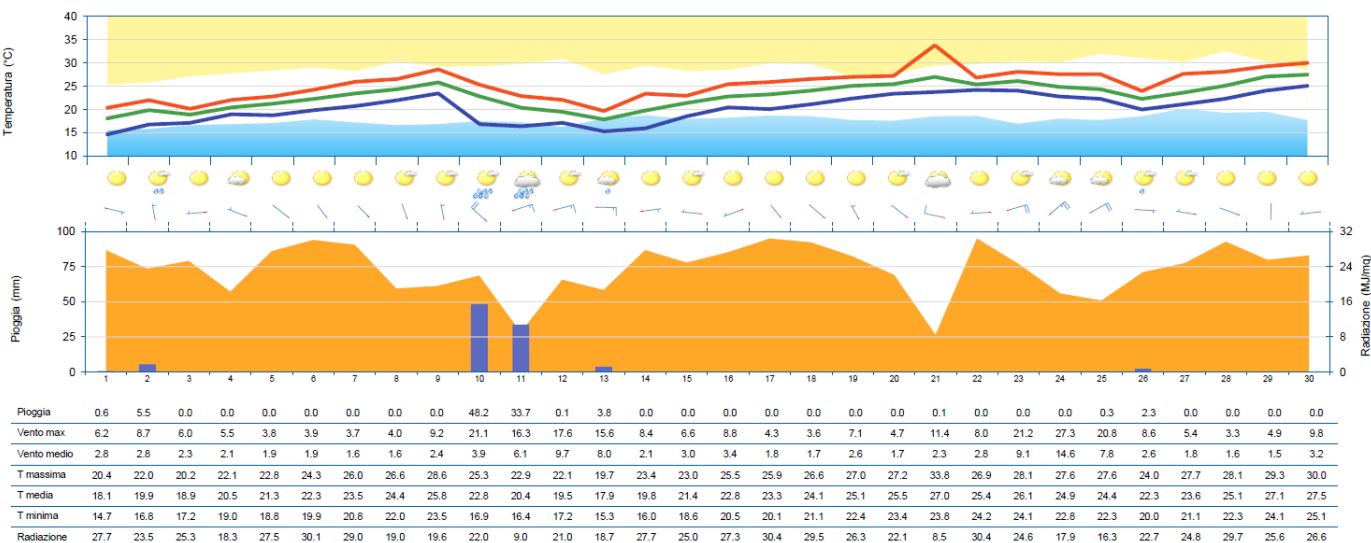 40
35
30
25
20
15
10
Temperatura (°C)
100
75
50
25
0
Pioggia (mm)
32
24
16
8
0
Radiazione (MJ/mq)
1 2 3 4 5 6 7 8 9 10 11 12 13 14 15 16 17 18 19 20 21 22 23 24 25 26 27 28 29 30
Pioggia 0.6 5.5 0.0 0.0 0.0 0.0 0.0 0.0 0.0 48.2 33.7 0.1 3.8 0.0 0.0 0.0 0.0 0.0 0.0 0.0 0.1 0.0 0.0 0.0 0.3 2.3 0.0 0.0 0.0 0.0
Vento max 6.2 8.7 6.0 5.5 3.8 3.9 3.7 4.0 9.2 21.1 16.3 17.6 15.6 8.4 6.6 8.8 4.3 3.6 7.1 4.7 11.4 8.0 21.2 27.3 20.8 8.6 5.4 3.3 4.9 9.8
Vento medio 2.8 2.8 2.3 2.1 1.9 1.9 1.6 1.6 2.4 3.9 6.1 9.7 8.0 2.1 3.0 3.4 1.8 1.7 2.6 1.7 2.3 2.8 9.1 14.6 7.8 2.6 1.8 1.6 1.5 3.2
T massima 20.4 22.0 20.2 22.1 22.8 24.3 26.0 26.6 28.6 25.3 22.9 22.1 19.7 23.4 23.0 25.5 25.9 26.6 27.0 27.2 33.8 26.9 28.1 27.6 27.6 24.0 27.7 28.1 29.3 30.0
T media 18.1 19.9 18.9 20.5 21.3 22.3 23.5 24.4 25.8 22.8 20.4 19.5 17.9 19.8 21.4 22.8 23.3 24.1 25.1 25.5 27.0 25.4 26.1 24.9 24.4 22.3 23.6 25.1 27.1 27.5
T minima 14.7 16.8 17.2 19.0 18.8 19.9 20.8 22.0 23.5 16.9 16.4 17.2 15.3 16.0 18.6 20.5 20.1 21.1 22.4 23.4 23.8 24.2 24.1 22.8 22.3 20.0 21.1 22.3 24.1 25.1
Radiazione 27.7 23.5 25.3 18.3 27.5 30.1 29.0 19.0 19.6 22.0 9.0 21.0 18.7 27.7 25.0 27.3 30.4 29.5 26.3 22.1 8.5 30.4 24.6 17.9 16.3 22.7 24.8 29.7 25.6 26.6